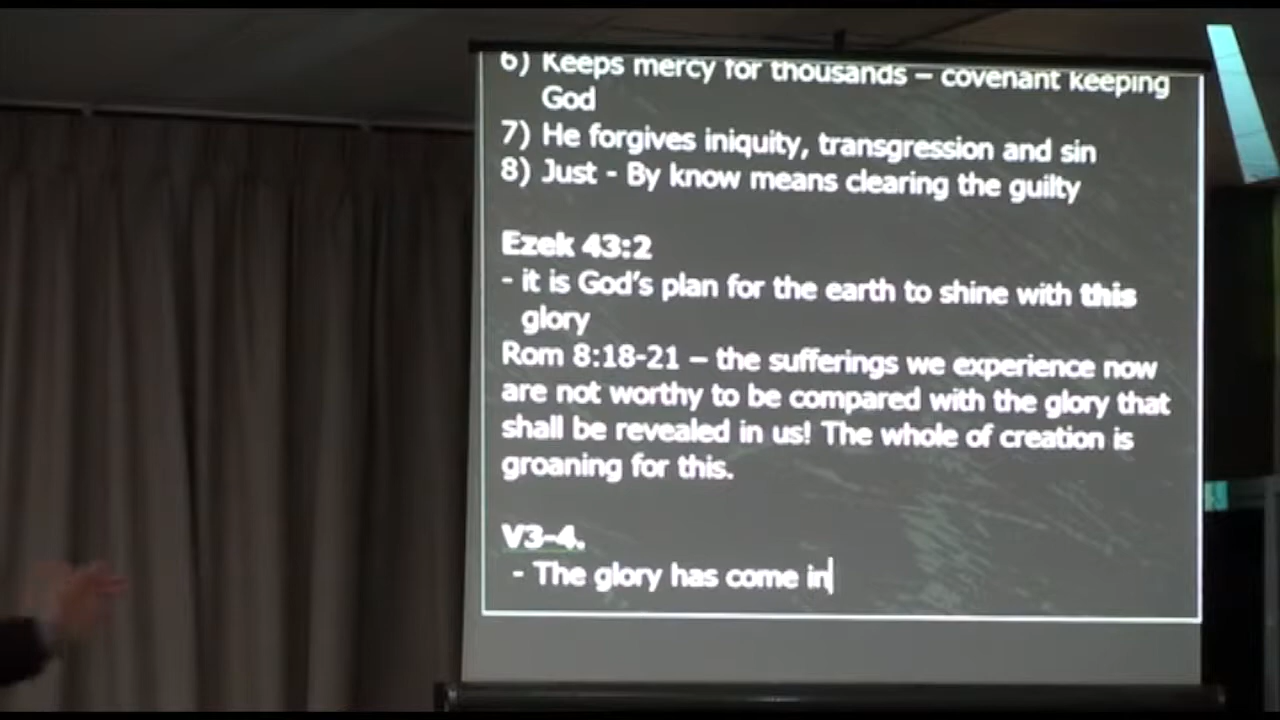 6) Keeps mercy for thousands – covenant keeping
God
7) He forgives iniquity, transgression and sin
8) Just - By know means clearing the guilty
Ezek 43:2
- it is God's plan for the earth to shine with this
glory
Rom 8:18-21 – the sufferings we experience now
are not worthy to be compared with the glory that
shall be revealed in us! The whole of creation is
groaning for this.
V3-4.
- The glory has come in